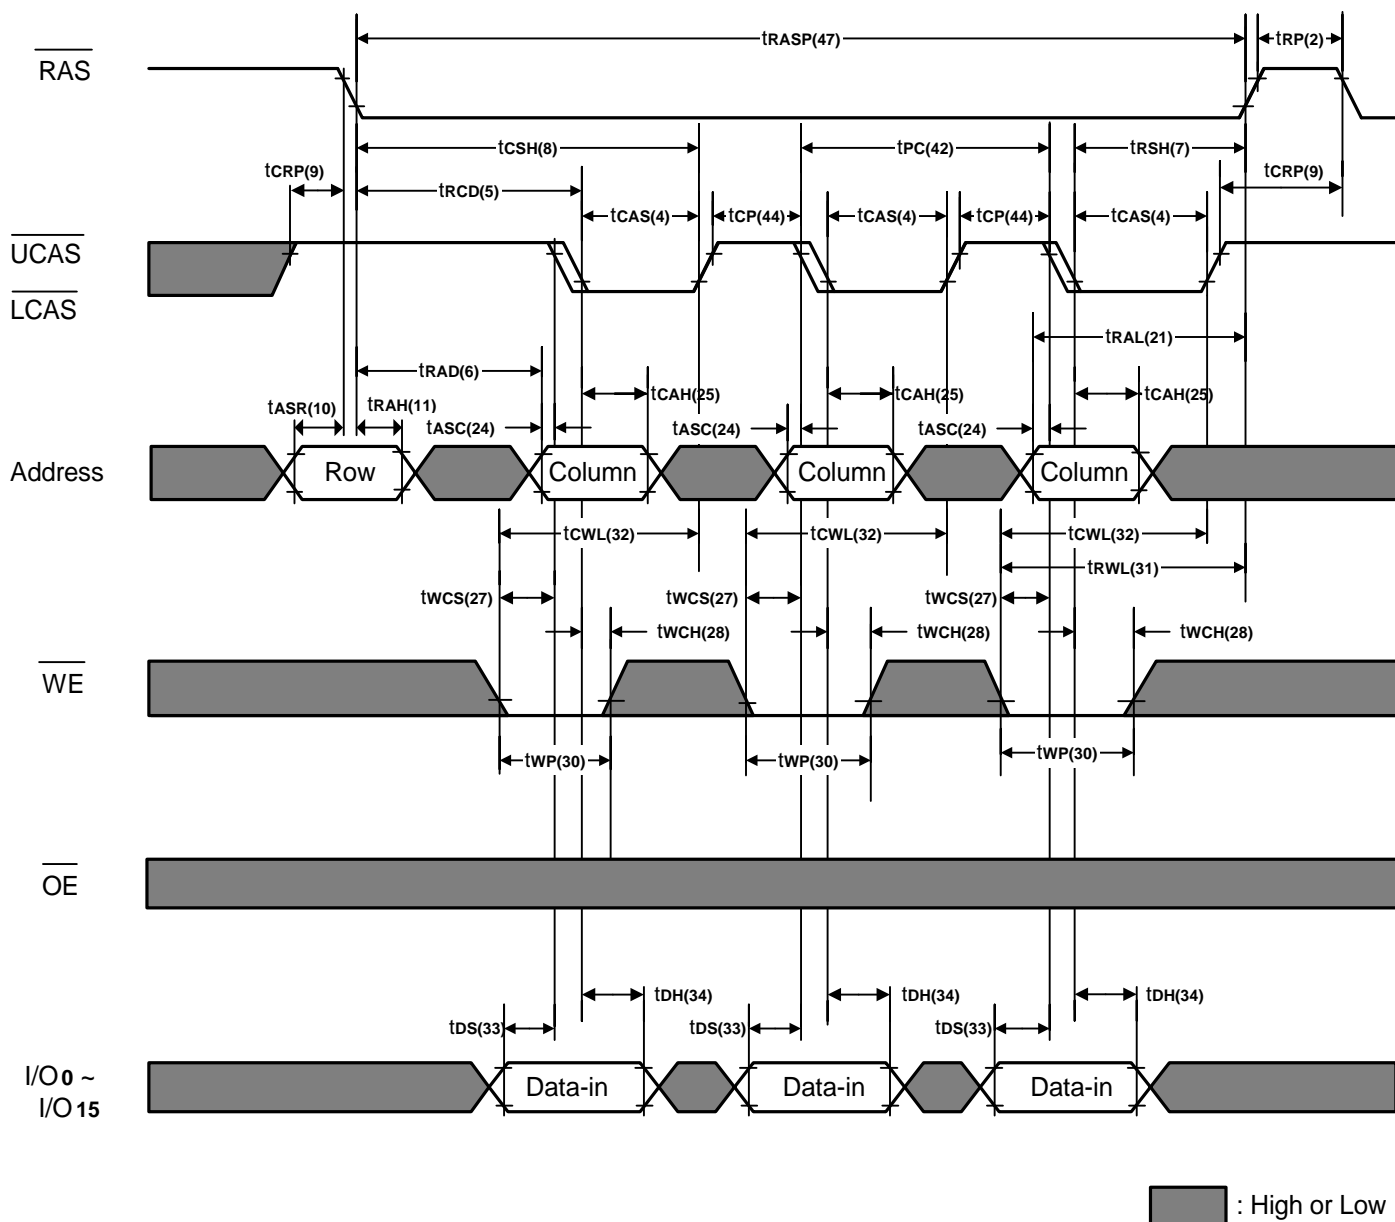 tRASP(47) tRP(2)
RAS
tCSH(8) tPC(42) tRSH(7)
tCRP(9) tCRP(9)
tRCD(5)
tCAS(4) tCP(44) tCAS(4) tCP(44) tCAS(4)
UCAS
LCAS
tRAL(21)
tRAD(6)
tCAH(25) tCAH(25) tCAH(25)
tASR(10) tRAH(11)
tASC(24) tASC(24) tASC(24)
Address Row Column Column Column
tCWL(32) tCWL(32) tCWL(32)
tRWL(31)
tWCS(27) tWCS(27) tWCS(27)
tWCH(28) tWCH(28) tWCH(28)
WE
tWP(30) tWP(30) tWP(30)
OE
tDH(34) tDH(34) tDH(34)
tDS(33) tDS(33) tDS(33)
I/O0 ~
Data-in Data-in Data-in
I/O15
: High or Low